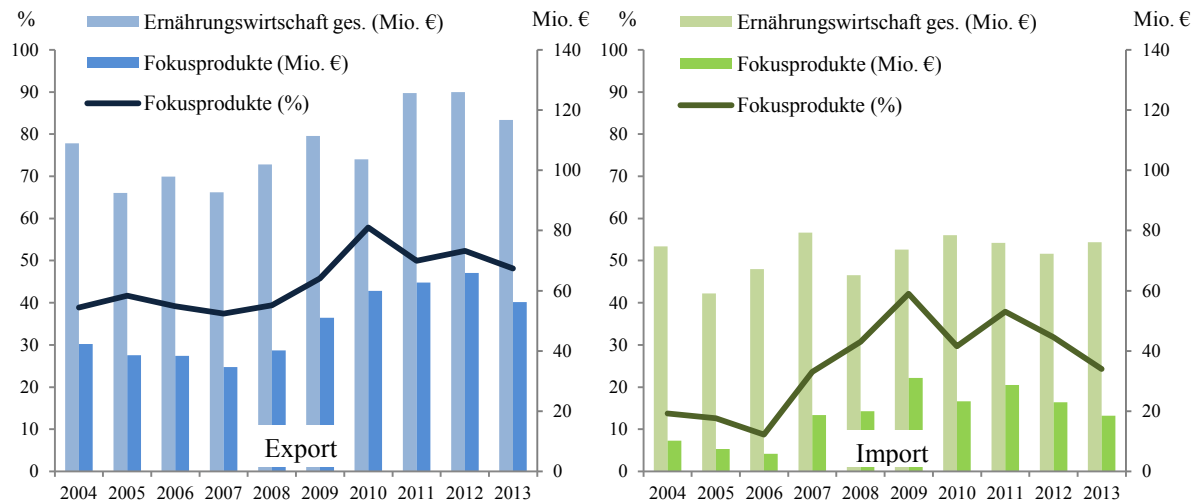 % Mio. €
Ernährungswirtschaft ges. (Mio. €)
Fokusprodukte (Mio. €)
Fokusprodukte (%)
100 140
90 120
80 100
70 80
60 60
50 40
40 20
30 0
20
10
0
Export
2004 2005 2006 2007 2008 2009 2010 2011 2012 2013
% Mio. €
Ernährungswirtschaft ges. (Mio. €)
Fokusprodukte (Mio. €)
Fokusprodukte (%)
100 140
90 120
80 100
70 80
60 60
50 40
40 20
30 0
20
10
0
Import
2004 2005 2006 2007 2008 2009 2010 2011 2012 2013